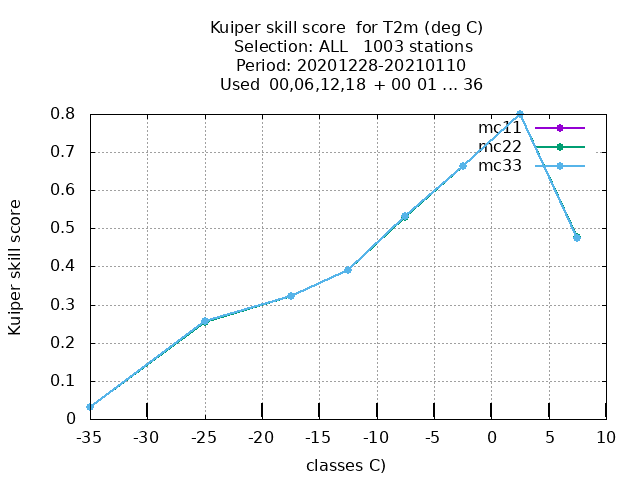 Kuiper skill score  for T2m (deg C)
Selection: ALL   1003 stations
Period: 20201228-20210110
Used  00,06,12,18  + 00 01 ... 36
Kuiper skill score
0.8
0.7
0.6
0.5
0.4
0.3
0.2
0.1
0
mc11
mc22
mc33
-35 -30 -25 -20 -15 -10 -5 0 5 10
classes C)